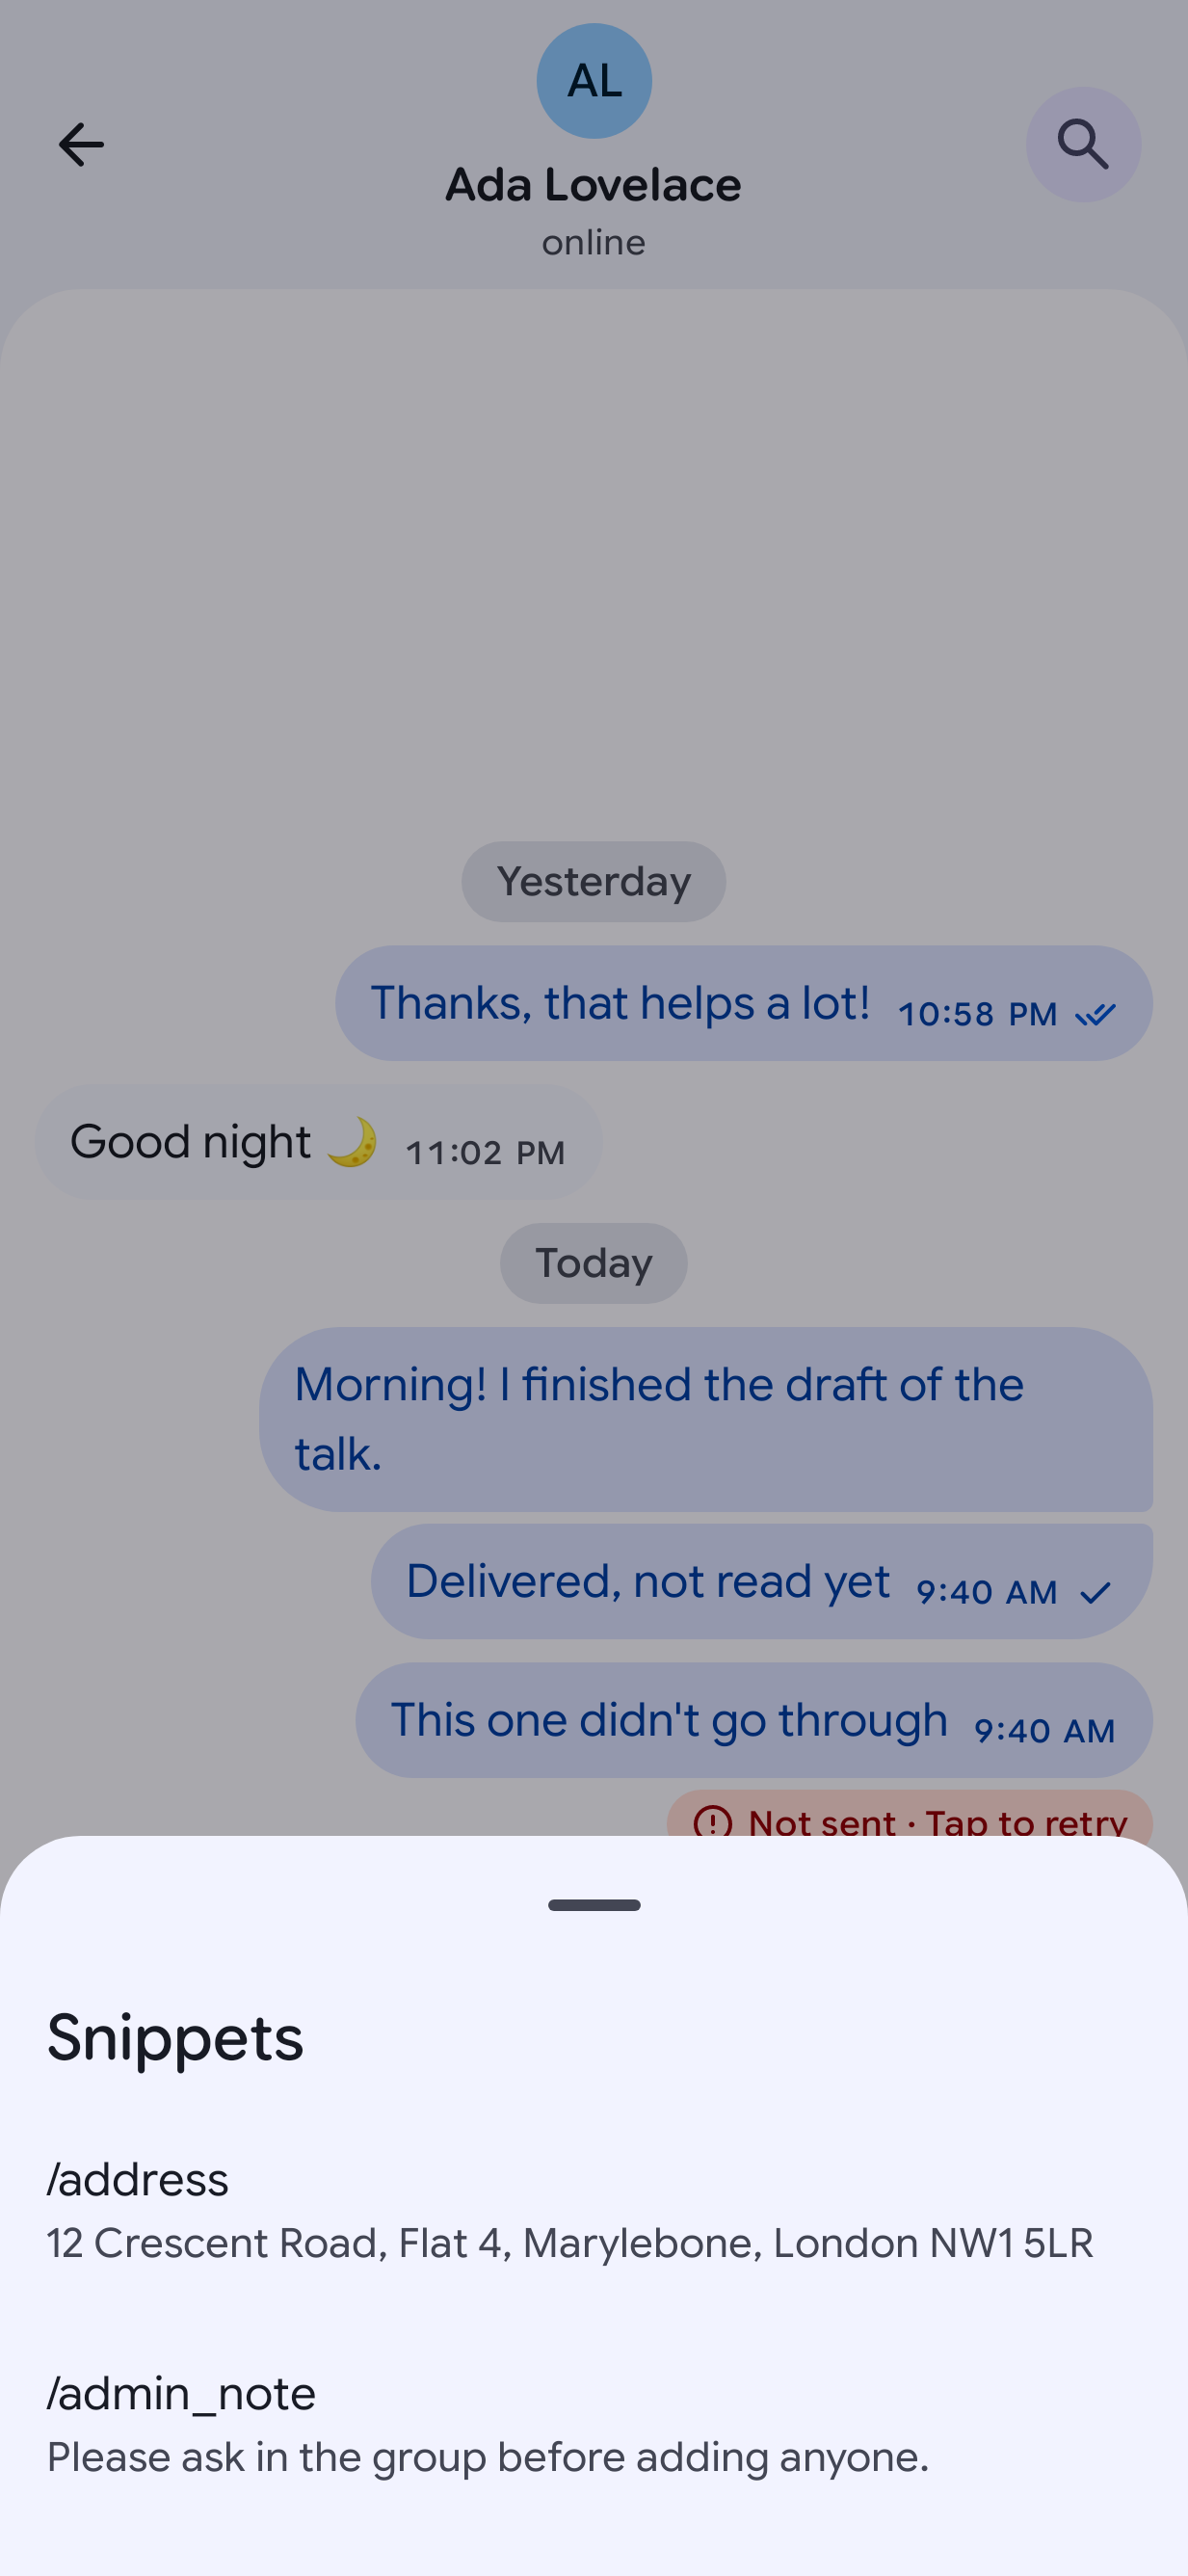 AL
Ada Lovelace
online
Yesterday
Thanks, that helps a lot! 10:58 PM
Good night 🌙 11:02 PM
Today
Morning! I finished the draft of the
talk.
Delivered, not read yet 9:40 AM
This one didn't go through 9:40 AM
Not sent · Tap to retry
Snippets
/address
12 Crescent Road, Flat 4, Marylebone, London NW1 5LR
/admin_note
Please ask in the group before adding anyone.